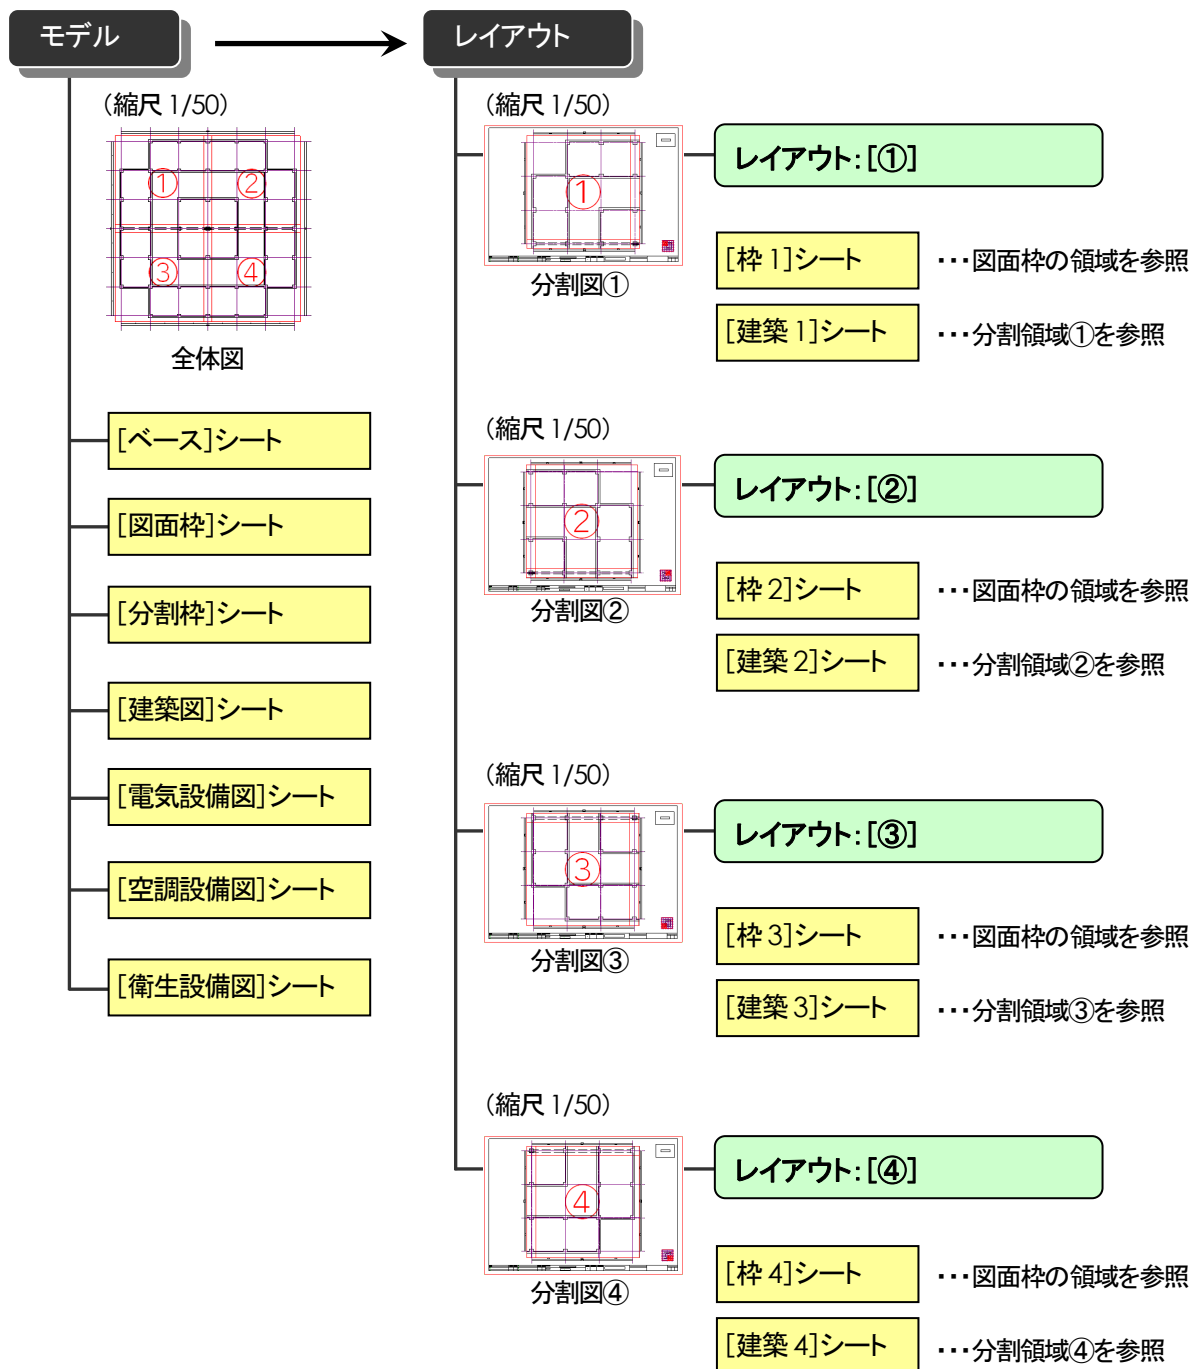 モデル
レイアウト
（縮尺 1/50）
① ②
③ ④
全体図
[ベース]シート
[図面枠]シート
[分割枠]シート
[建築図]シート
[電気設備図]シート
[空調設備図]シート
[衛生設備図]シート
（縮尺 1/50）
①
分割図①
レイアウト：[①]
[枠 1]シート
･･･図面枠の領域を参照
[建築 1]シート
･･･分割領域①を参照
（縮尺 1/50）
②
分割図②
レイアウト：[②]
[枠 2]シート
･･･図面枠の領域を参照
[建築 2]シート
･･･分割領域②を参照
（縮尺 1/50）
③
分割図③
レイアウト：[③]
[枠 3]シート
･･･図面枠の領域を参照
[建築 3]シート
･･･分割領域③を参照
（縮尺 1/50）
④
分割図④
レイアウト：[④]
[枠 4]シート
･･･図面枠の領域を参照
[建築 4]シート
･･･分割領域④を参照